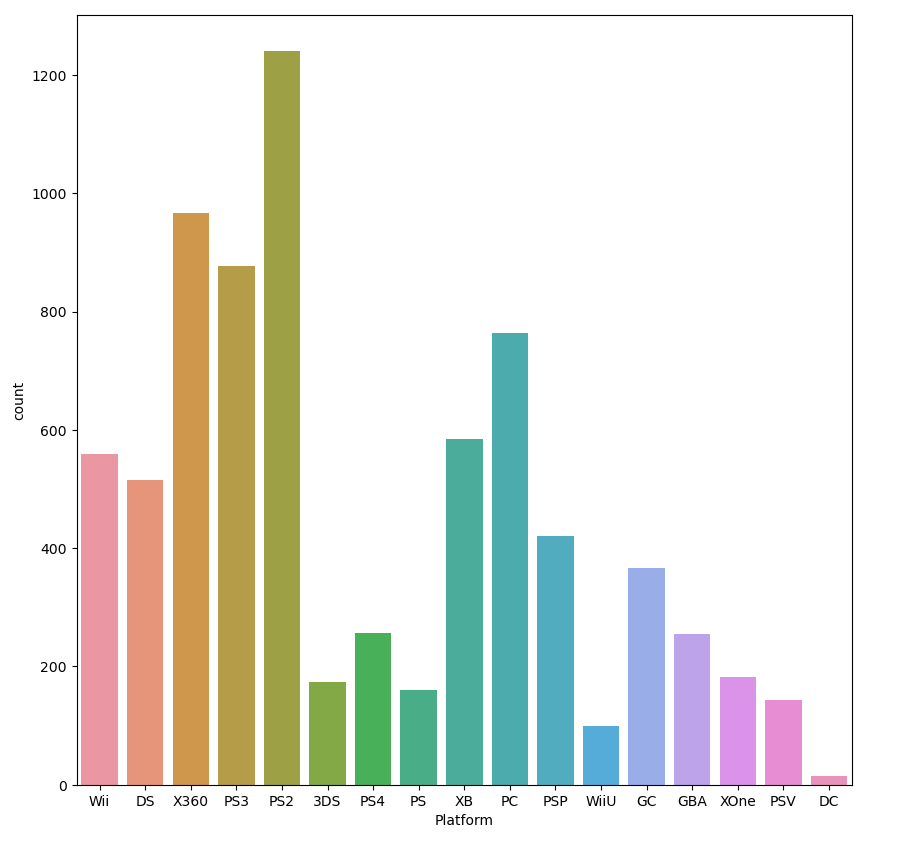 1200
1000
800
600
400
200
0
count
Wii DS X360 PS3 PS2 3DS PS4 PS XB PC PSP WiiU GC GBA XOne PSV DC
Platform